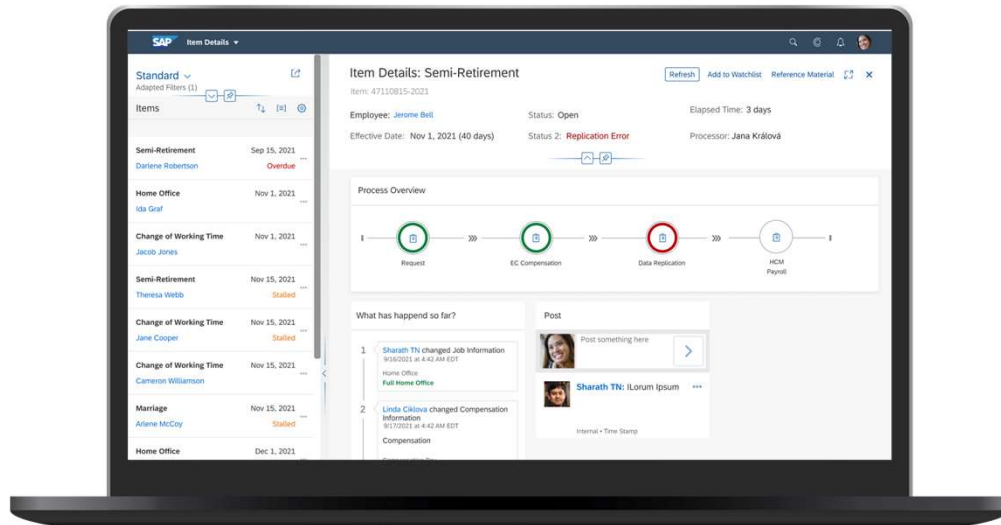 SAP Item Details
Standard
Adapted Filters (1)
Items
Semi-Retirement Sep 15, 2021
Darlene Robertson Overdue
Home Office Nov 1, 2021
Ida Graf
Change of Working Time Nov 1, 2021
Jacob Jones
Semi-Retirement Nov 15, 2021
Theresa Webb Stalled
Change of Working Time Nov 15, 2021
Jane Cooper Stalled
Change of Working Time Nov 15, 2021
Cameron Williamson
Marriage Nov 15, 2021
Arlene McCoy Stalled
Home Office Dec 1, 2021
Item Details: Semi-Retirement
Refresh Add to Watchlist Reference Material
Item: 47110815-2021
Employee: Jerome Bell Status: Open Elapsed Time: 3 days
Effective Date: Nov 1, 2021 (40 days) Status 2: Replication Error Processor: Jana Králová
Process Overview
Request EC Compensation Data Replication HCM
Payroll
What has happend so far?
1 Sharath TN changed Job Information
9/16/2021 at 4:42 AM EDT
Home Office
Full Home Office
2 Linda Ciklova changed Compensation
Information
9/17/2021 at 4:42 AM EDT
Compensation
Post
Post something here
Sharath TN: lLorum Ipsum
Internal • Time Stamp